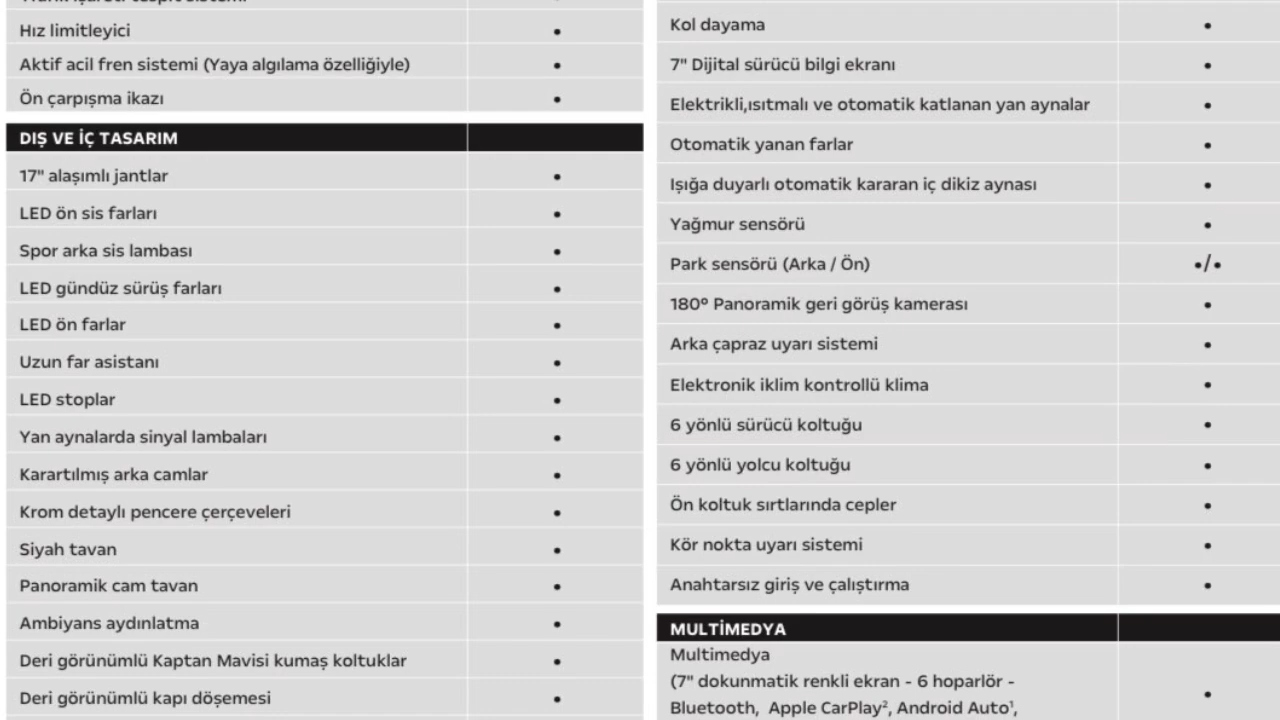 Hız limitleyici •
Aktif acil fren sistemi (Yaya algılama özelliğiyle) •
Ön çarpışma ikazı •
DIŞ VE İÇ TASARIM
17" alaşımlı jantlar •
LED ön sis farları •
Spor arka sis lambası •
LED gündüz sürüş farları •
LED ön farlar •
Uzun far asistanı •
LED stoplar •
Yan aynalarda sinyal lambaları •
Karartılmış arka camlar •
Krom detaylı pencere çerçeveleri •
Siyah tavan •
Panoramik cam tavan •
Ambiyans aydınlatma •
Deri görünümlü Kaptan Mavisi kumaş koltuklar •
Deri görünümlü kapı döşemesi •
Kol dayama •
7" Dijital sürücü bilgi ekranı •
Elektrikli,ısıtmalı ve otomatik katlanan yan aynalar •
Otomatik yanan farlar •
Işığa duyarlı otomatik kararan iç dikiz aynası •
Yağmur sensörü •
Park sensörü (Arka / Ön) •/•
180° Panoramik geri görüş kamerası •
Arka çapraz uyarı sistemi •
Elektronik iklim kontrollü klima •
6 yönlü sürücü koltuğu •
6 yönlü yolcu koltuğu •
Ön koltuk sırtlarında cepler •
Kör nokta uyarı sistemi •
Anahtarsız giriş ve çalıştırma •
MULTİMEDYA
Multimedya
(7" dokunmatik renkli ekran - 6 hoparlör -
Bluetooth, Apple CarPlay², Android Auto¹, •